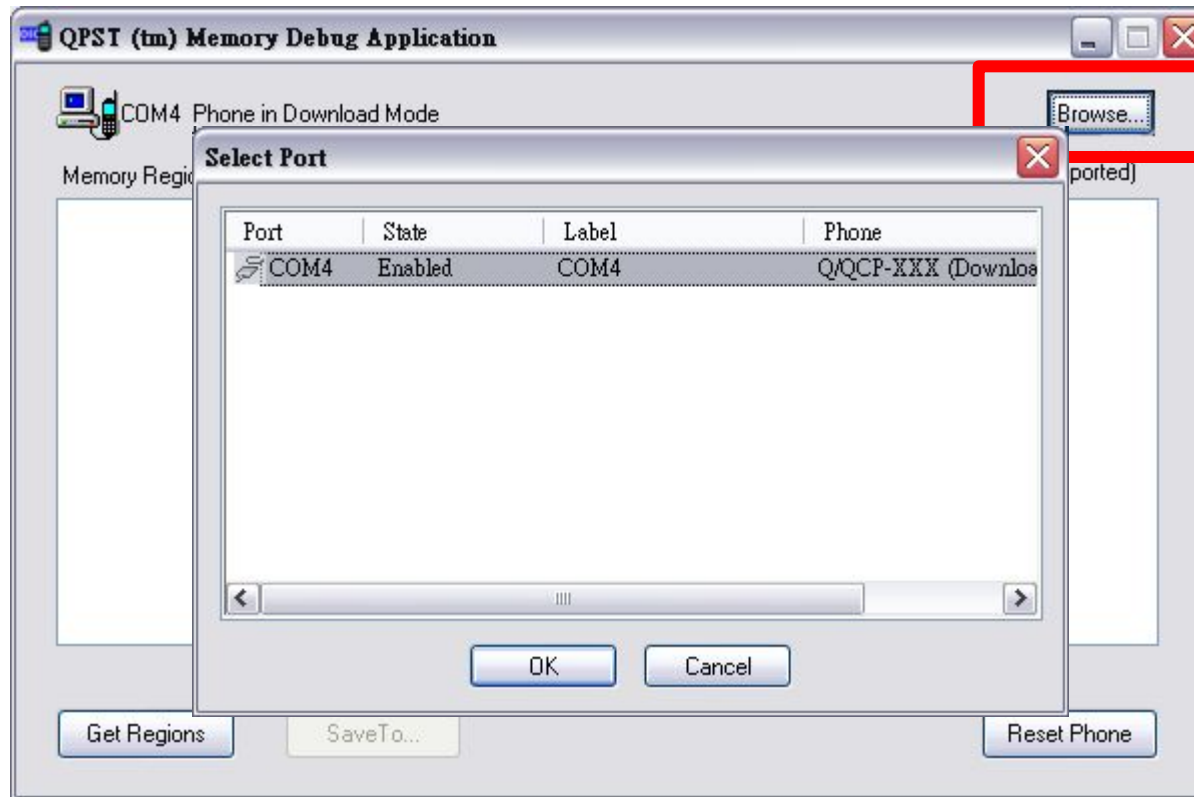 QPST (tm) Memory Debug Application
COM4 Phone in Download Mode
Browse...
Select Port
Memory
ported)
Port State Label Phone
COM4 Enabled COM4 Q/QCP-XXX (Downloa
OK Cancel
Get Regions SaveTo... Reset Phone